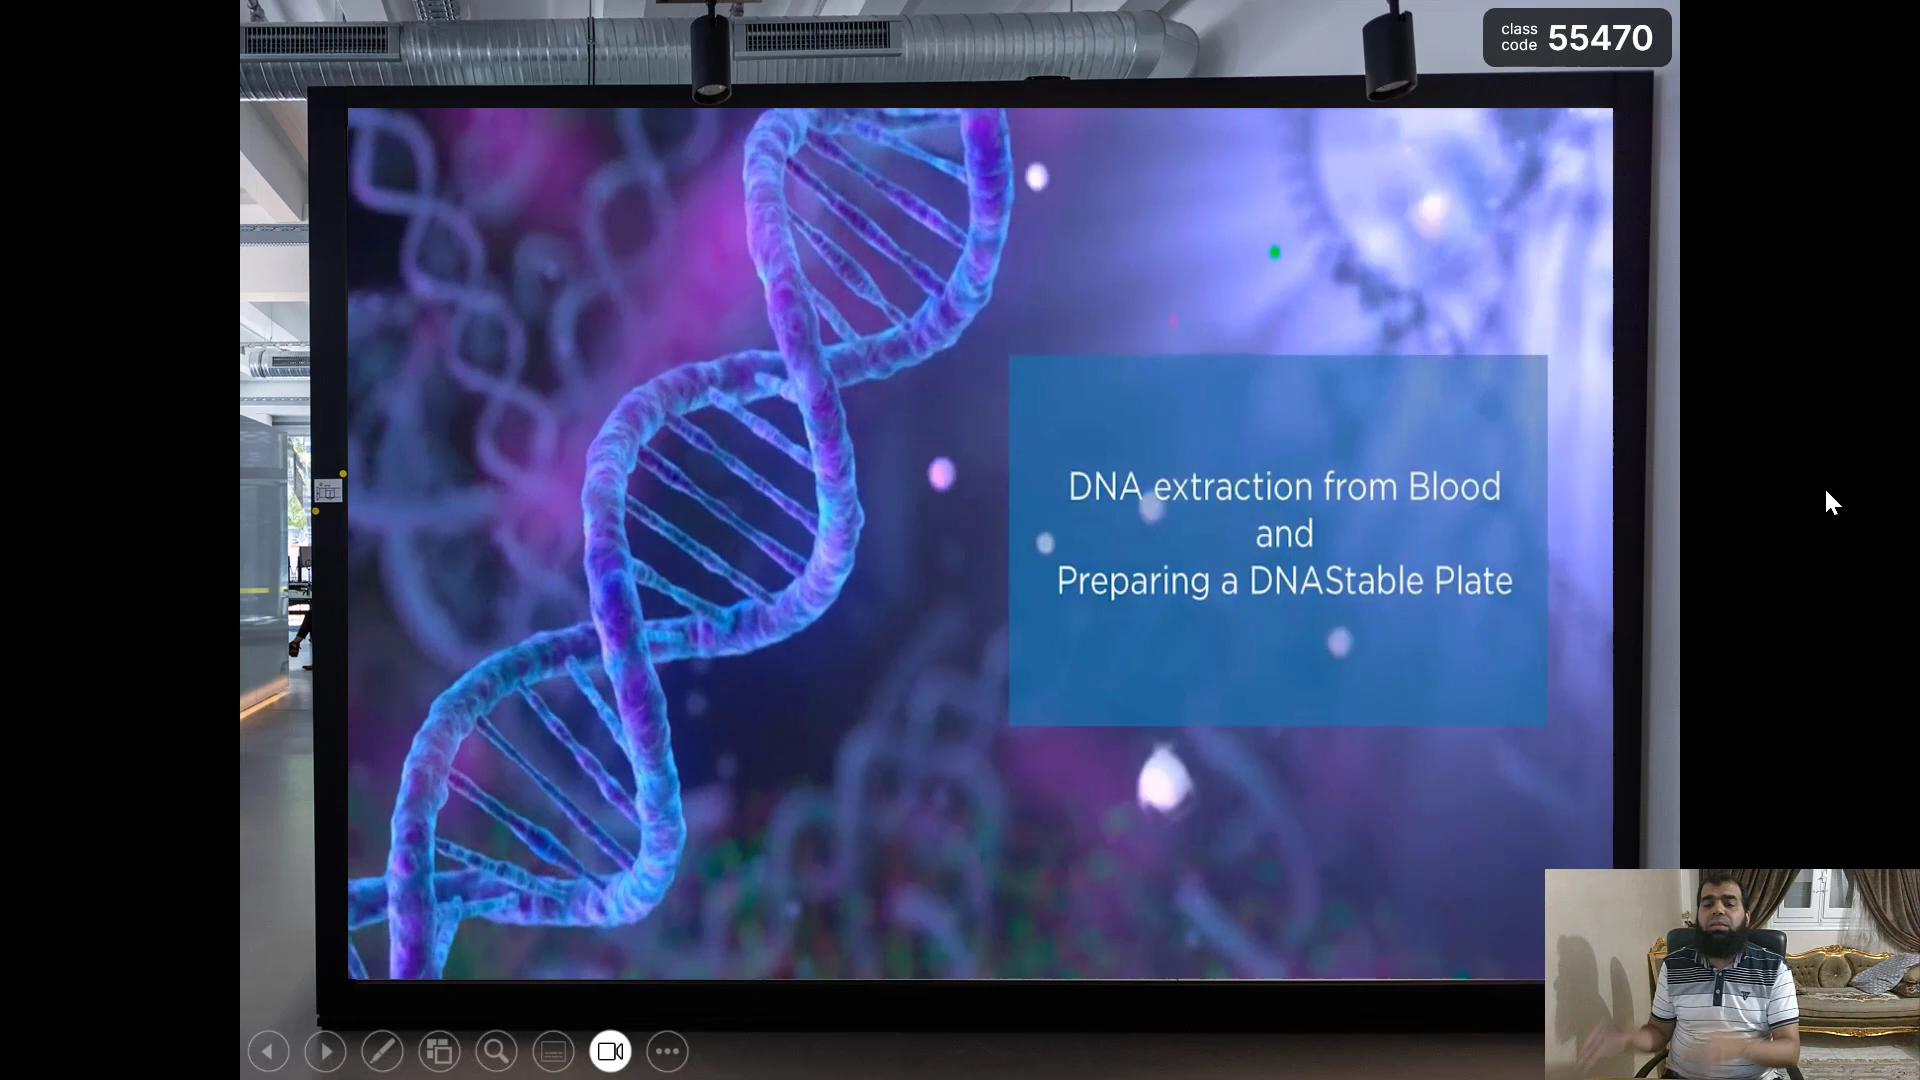 class
code 55470
DNA extraction from Blood
and
Preparing a DNAStable Plate